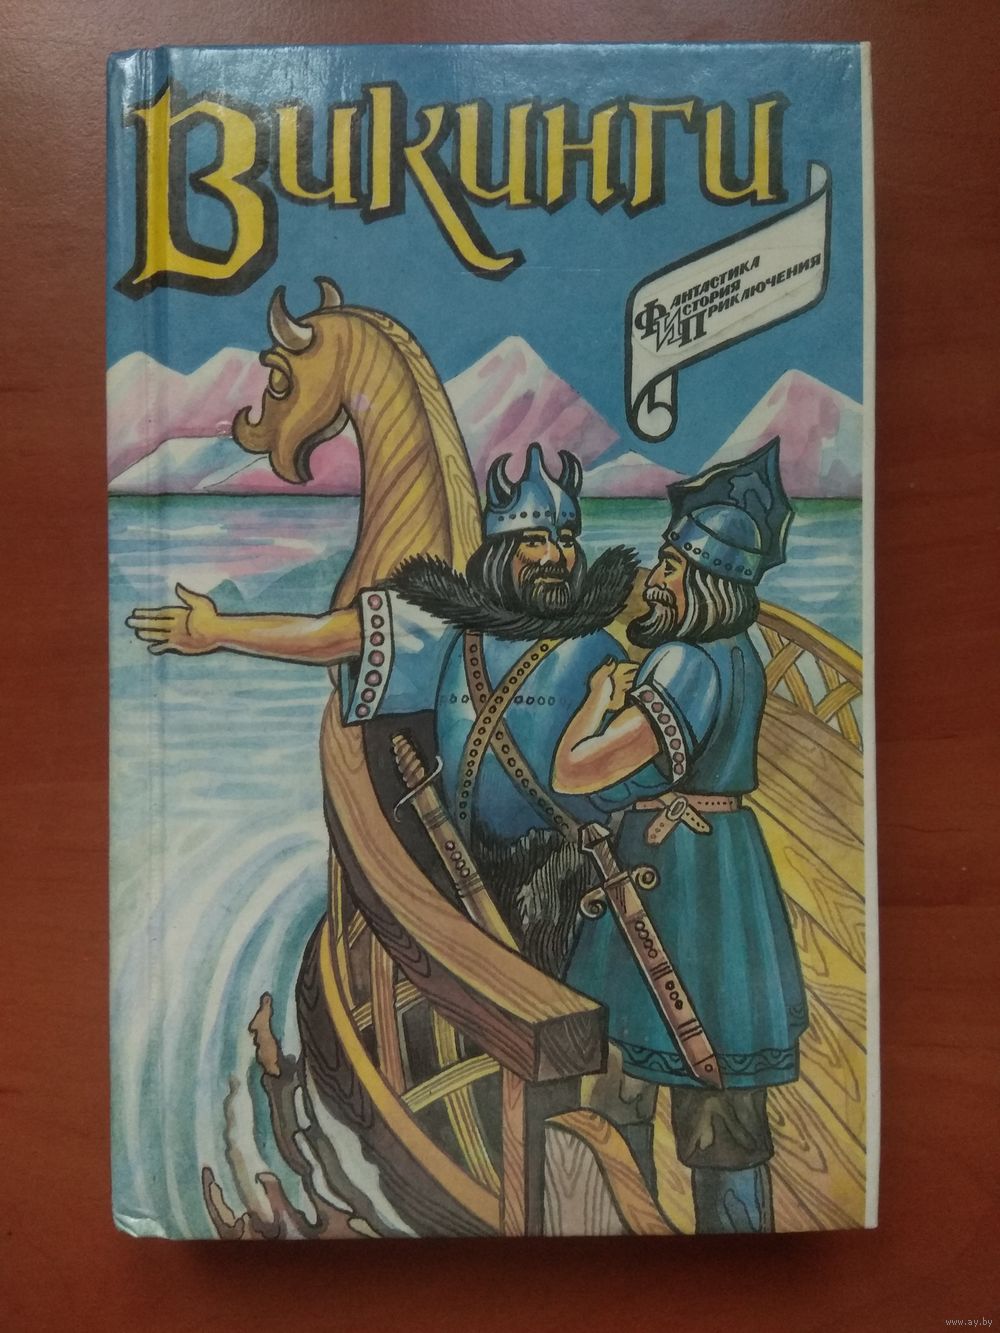 Викинги
Фантастика
История
Приключения
www.ay.by